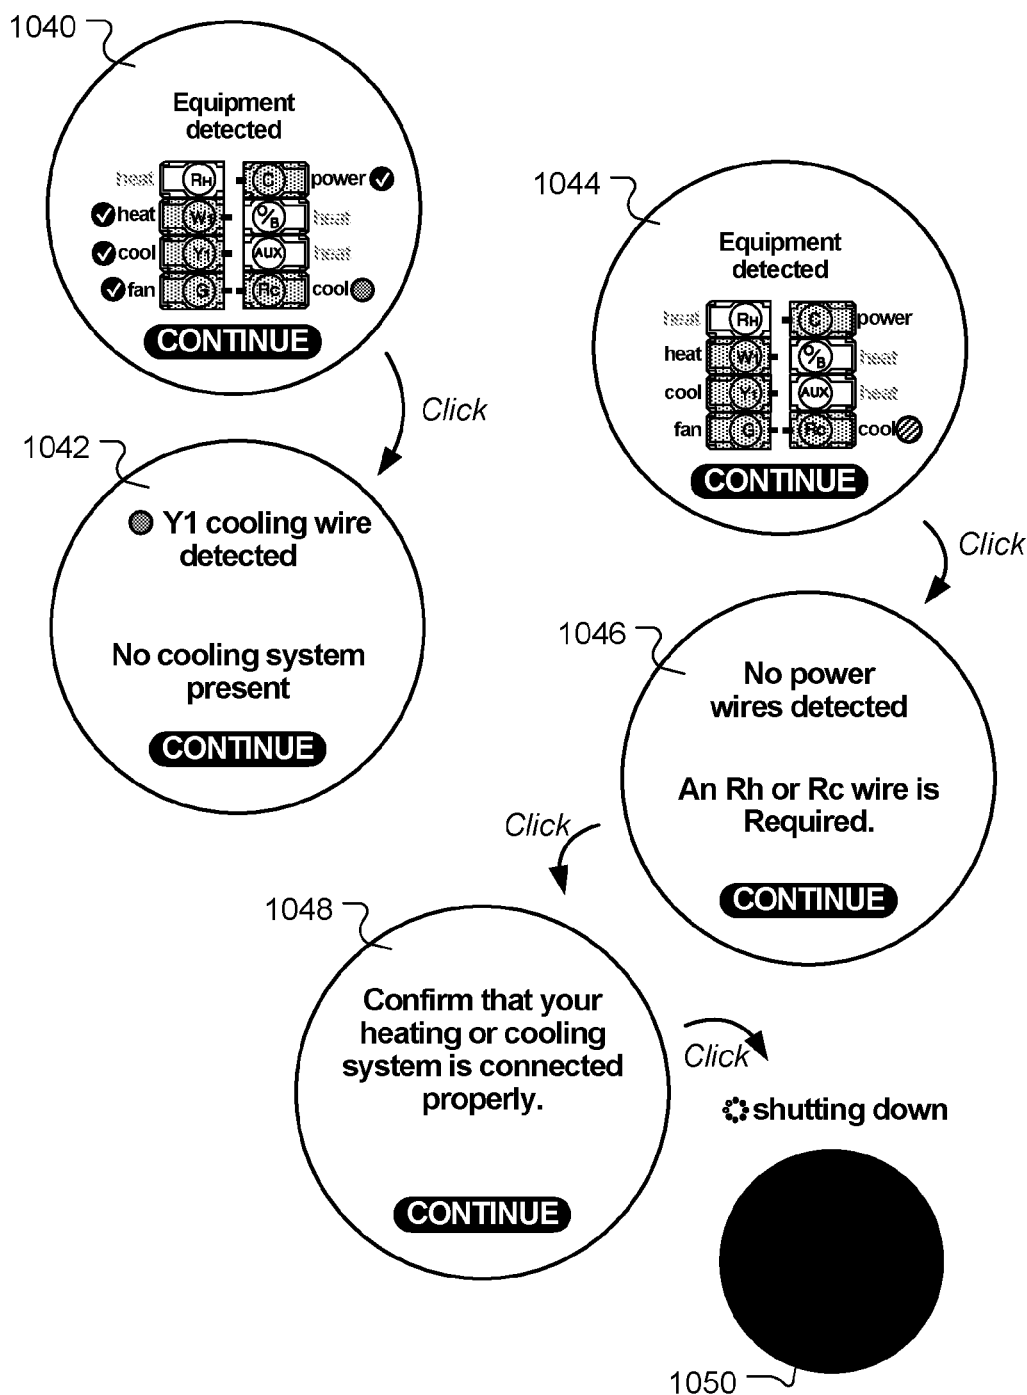 1040
Equipment
detected
heat RH C power
heat W1 O/B heat
cool Y1 AUX heat
fan G Rc cool
CONTINUE
Click
1042
Y1 cooling wire
detected
No cooling system
present
CONTINUE
1044
Equipment
detected
heat RH C power
heat W1 O/B heat
cool Y1 AUX heat
fan G Rc cool
CONTINUE
Click
1046
No power
wires detected
An Rh or Rc wire is
Required.
CONTINUE
Click
1048
Confirm that your
heating or cooling
system is connected
properly.
CONTINUE
Click
shutting down
1050